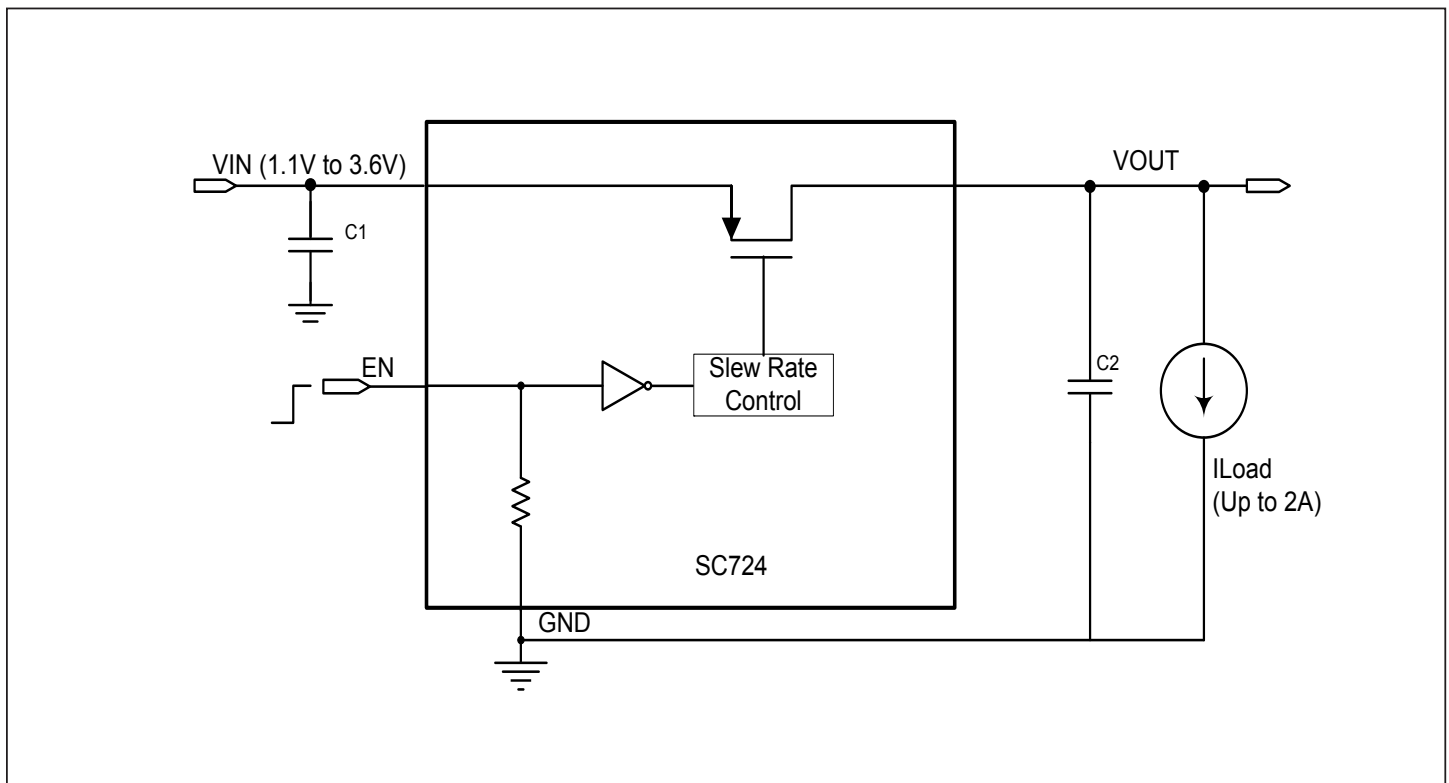 VIN (1.1V to 3.6V)
VOUT
C1
EN
Slew Rate
Control
C2
ILoad
(Up to 2A)
SC724
GND